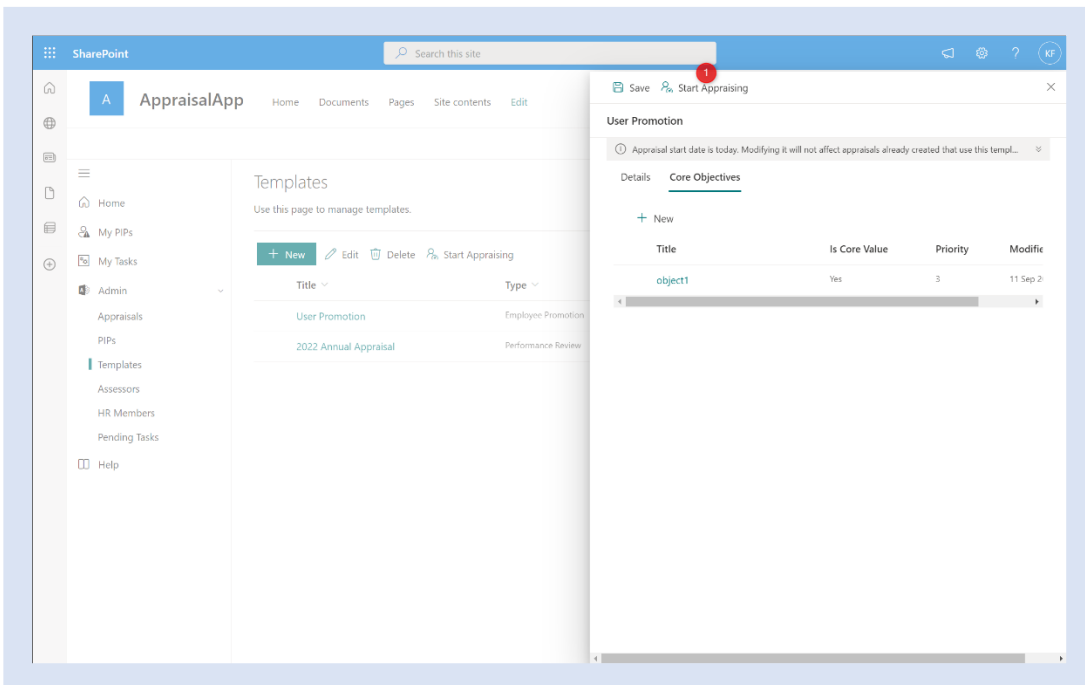 SharePoint
Search this site
KF
A
AppraisalApp Home Documents Pages Site contents Edit
Home
My PIPs
My Tasks
Admin
Appraisals
PIPs
Templates
Assessors
HR Members
Pending Tasks
Help
Templates
Use this page to manage templates.
New Edit Delete Start Appraising
Title Type
User Promotion Employee Promotion
2022 Annual Appraisal Performance Review
1
Save Start Appraising
User Promotion
Appraisal start date is today. Modifying it will not affect appraisals already created that use this templ...
Details Core Objectives
New
Title Is Core Value Priority Modifie
object1 Yes 3 11 Sep 2